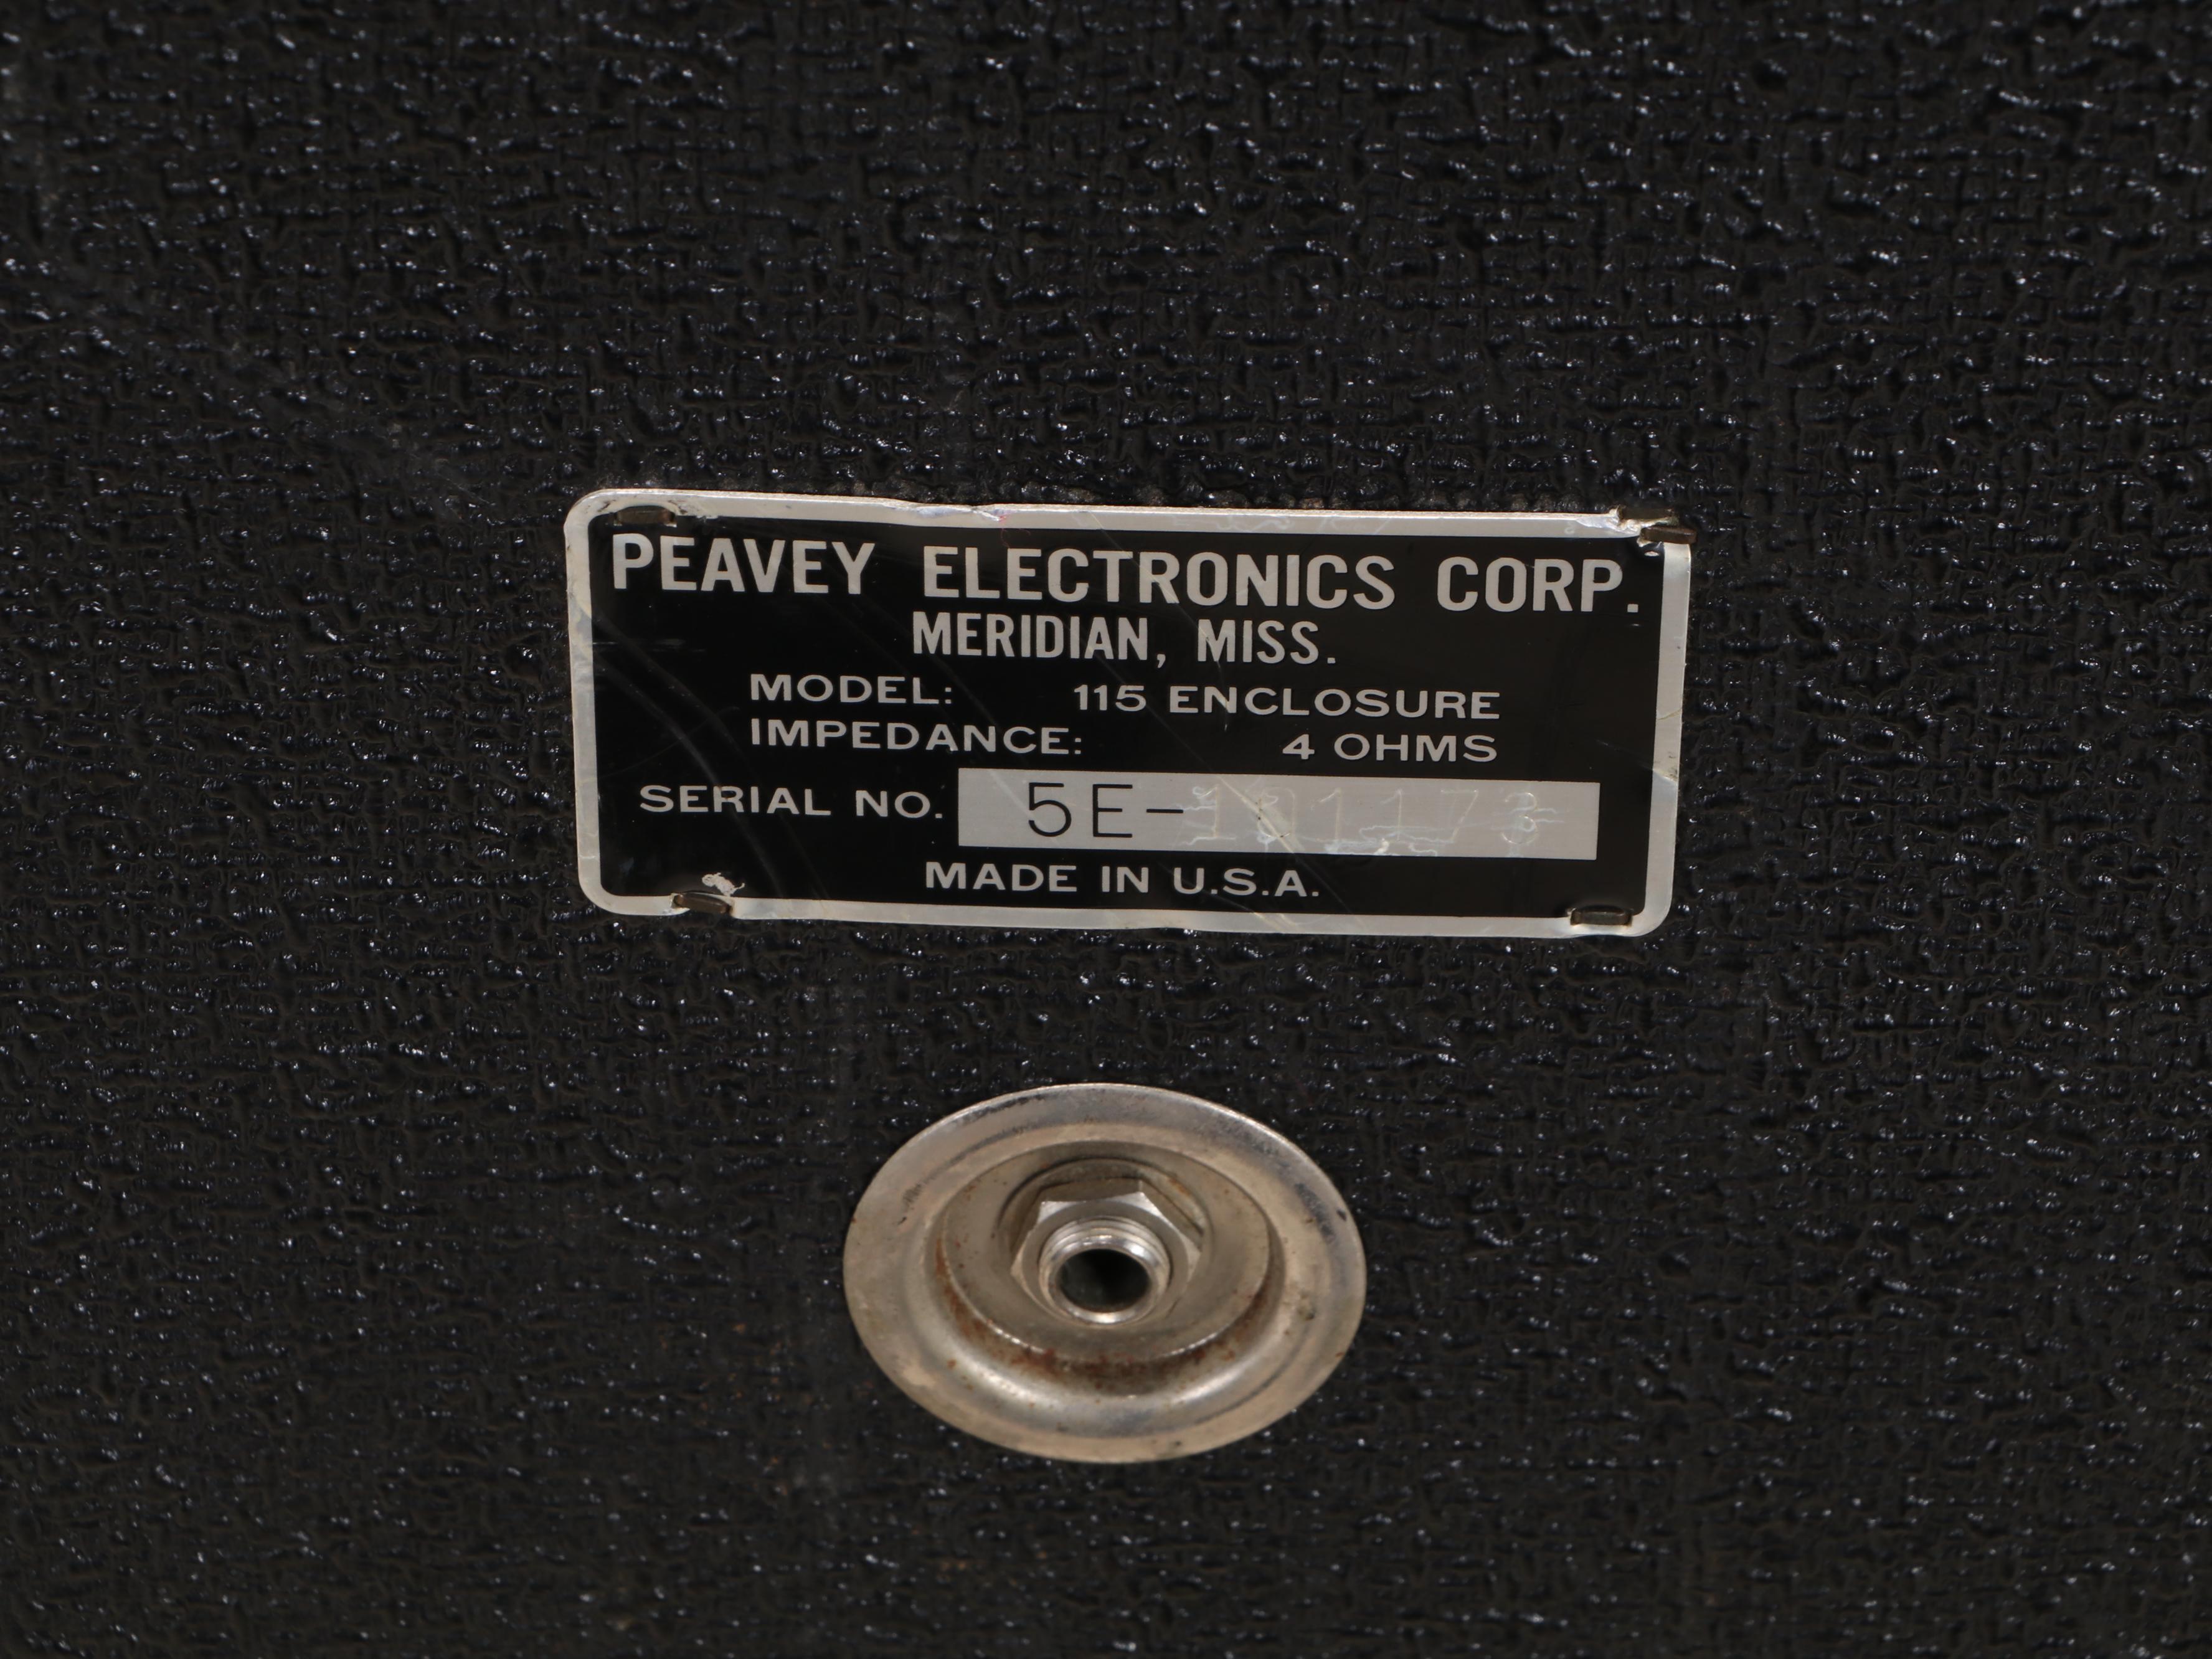 PEAVEY ELECTRONICS CORP.
MERIDIAN, MISS.
MODEL: 115 ENCLOSURE
IMPEDANCE: 4 OHMS
SERIAL NO. 5E-
MADE IN U.S.A.